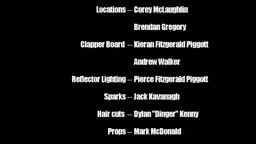 Locations -- Corey McLaughlin
Brendan Gregory
Clapper Board -- Kieran Fitzgerald Piggott
Andrew Walker
Reflector Lighting -- Pierce Fitzgerald Piggott
Sparks -- Jack Kavanagh
Hair cuts -- Dylan "Dinger" Kenny
Props -- Mark McDonald